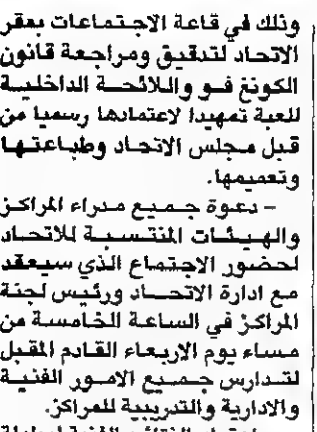 وذلك في قاعة الاجتماعات بمقر
الاتحاد لتدقيق ومراجعة قانون
الكونغ فو واللائحة الداخلية
للعبة تمهيدا لاعتمادها رسميا من
قبل مجلس الاتحاد وطباعتها
وتعميمها.
- دعوة جميع مدراء المراكز
والهيئات المنتسبة للاتحاد
لحضور الاجتماع الذي سيعقد
مع ادارة الاتحاد ورئيس لجنة
المراكز في الساعة الخامسة من
مساء يوم الاربعاء القادم المقبل
لتدارس جميع الامور الفنية
والادارية والتدريبية للمراكز.